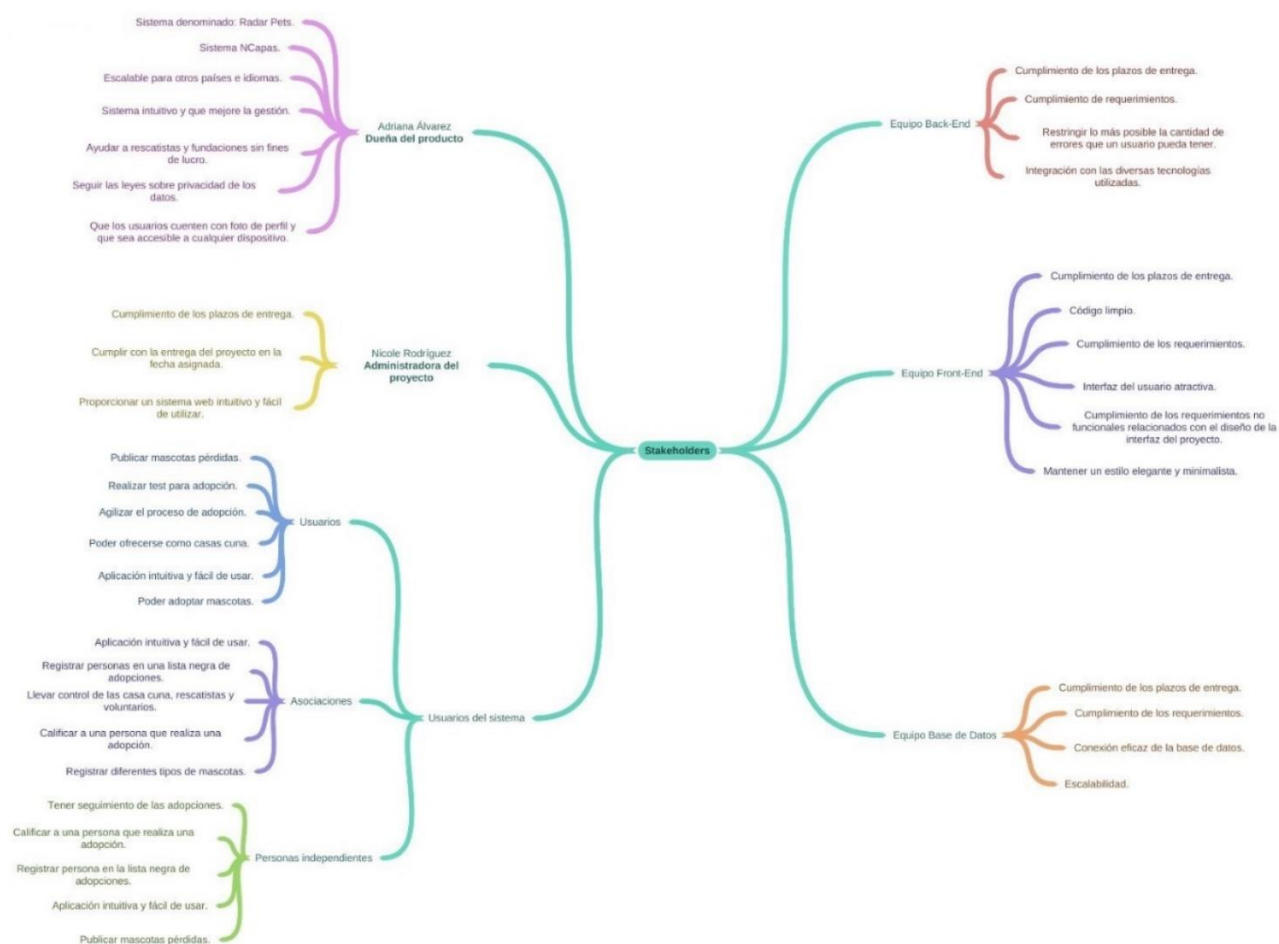 Sistema denominado: Radar Pets.
Sistema NCapas.
Escalable para otros países e idiomas.
Sistema intuitivo y que mejore la gestión.
Ayudar a rescatistas y fundaciones sin fines
de lucro.
Seguir las leyes sobre privacidad de los
datos.
Que los usuarios cuenten con foto de perfil y
que sea accesible a cualquier dispositivo.
Adriana Álvarez
Dueña del producto
Cumplimiento de los plazos de entrega.
Cumplir con la entrega del proyecto en la
fecha asignada.
Proporcionar un sistema web intuitivo y fácil
de utilizar.
Nicole Rodríguez
Administradora del
proyecto
Publicar mascotas pérdidas.
Realizar test para adopción.
Agilizar el proceso de adopción.
Poder ofrecerse como casas cuna.
Aplicación intuitiva y fácil de usar.
Poder adoptar mascotas.
Usuarios
Aplicación intuitiva y fácil de usar.
Registrar personas en una lista negra de
adopciones.
Llevar control de las casa cuna, rescatistas y
voluntarios.
Calificar a una persona que realiza una
adopción.
Registrar diferentes tipos de mascotas.
Asociaciones
Tener seguimiento de las adopciones.
Calificar a una persona que realiza una
adopción.
Registrar persona en la lista negra de
adopciones.
Aplicación intuitiva y fácil de usar.
Publicar mascotas pérdidas.
Personas independientes
Usuarios del sistema
Stakeholders
Equipo Back-End
Cumplimiento de los plazos de entrega.
Cumplimiento de requerimientos.
Restringir lo más posible la cantidad de
errores que un usuario pueda tener.
Integración con las diversas tecnologías
utilizadas.
Equipo Front-End
Cumplimiento de los plazos de entrega.
Código limpio.
Cumplimiento de los requerimientos.
Interfaz del usuario atractiva.
Cumplimiento de los requerimientos no
funcionales relacionados con el diseño de la
interfaz del proyecto.
Mantener un estilo elegante y minimalista.
Equipo Base de Datos
Cumplimiento de los plazos de entrega.
Cumplimiento de los requerimientos.
Conexión eficaz de la base de datos.
Escalabilidad.